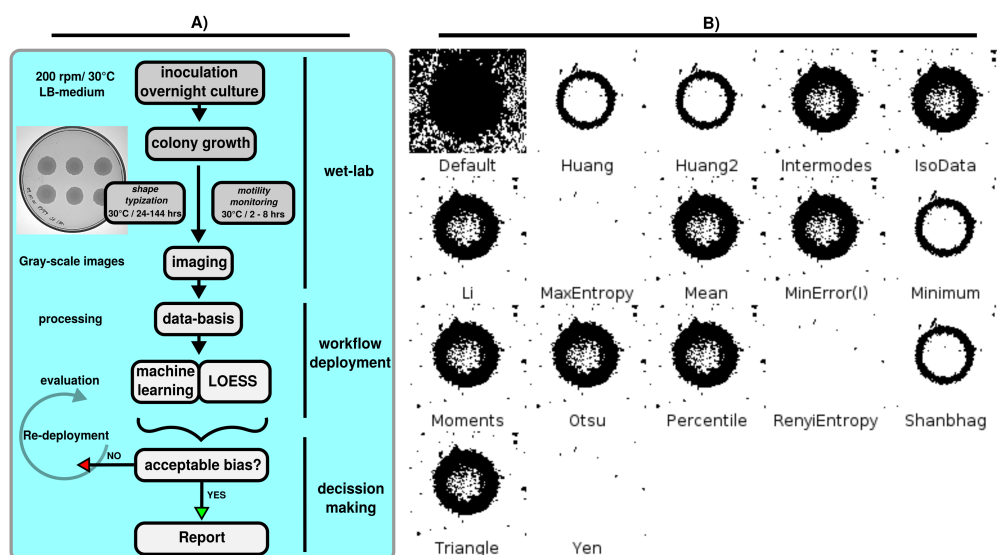 A)
200 rpm/ 30°C
LB-medium
inoculation
overnight culture
colony growth
shape
typization
30°C / 24-144 hrs
motility
monitoring
30°C / 2 - 8 hrs
wet-lab
Gray-scale images
imaging
processing
data-basis
workflow
deployment
evaluation
machine
learning
LOESS
Re-deployment
NO
acceptable bias?
YES
decission
making
Report
B)
Default
Huang
Huang2
Intermodes
IsoData
Li
MaxEntropy
Mean
MinError(I)
Minimum
Moments
Otsu
Percentile
RenyiEntropy
Shanbhag
Triangle
Yen